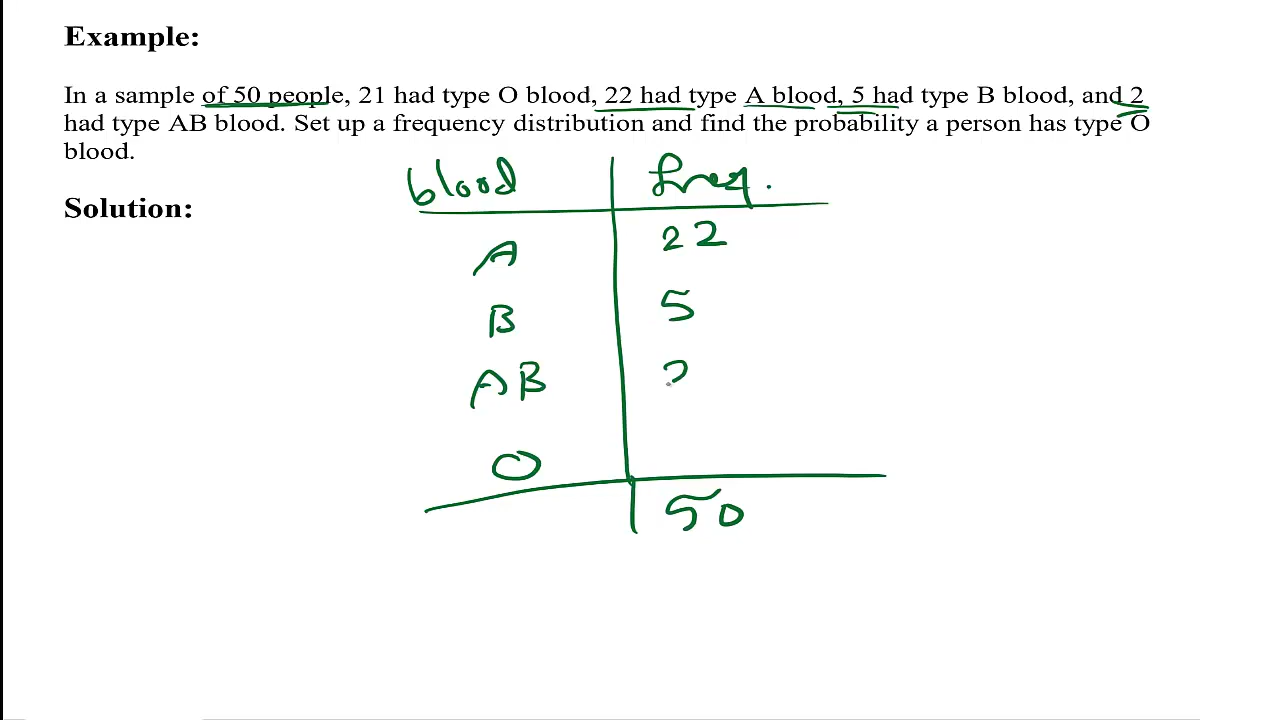 Example:
In a sample of 50 people, 21 had type O blood, 22 had type A blood, 5 had type B blood, and 2
had type AB blood. Set up a frequency distribution and find the probability a person has type O
blood.
Solution:
blood freq.
A 22
B 5
AB
O
50